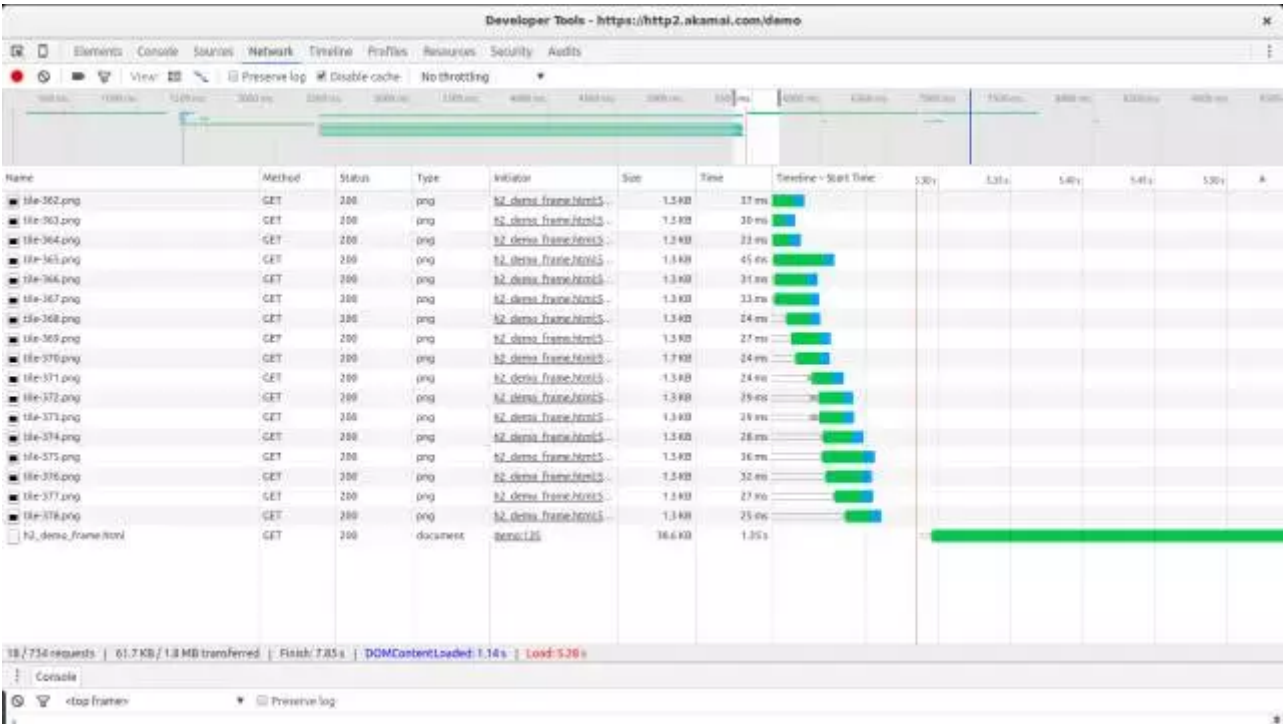 Developer Tools - https://http2.akamai.com/demo
Elements Console Sources Network Timeline Profiles Resources Security Audits
View: Preserve log Disable cache No throttling
Name Method Status Type Initiator Size Time Timeline - Start Time
tile-362.png GET 200 png h2_demo_frame.html:5... 1.3 KB 37 ms
tile-363.png GET 200 png h2_demo_frame.html:5... 1.3 KB 30 ms
tile-364.png GET 200 png h2_demo_frame.html:5... 1.3 KB 33 ms
tile-365.png GET 200 png h2_demo_frame.html:5... 1.3 KB 45 ms
tile-366.png GET 200 png h2_demo_frame.html:5... 1.3 KB 31 ms
tile-367.png GET 200 png h2_demo_frame.html:5... 1.3 KB 33 ms
tile-368.png GET 200 png h2_demo_frame.html:5... 1.3 KB 24 ms
tile-369.png GET 200 png h2_demo_frame.html:5... 1.3 KB 27 ms
tile-370.png GET 200 png h2_demo_frame.html:5... 1.7 KB 24 ms
tile-371.png GET 200 png h2_demo_frame.html:5... 1.3 KB 24 ms
tile-372.png GET 200 png h2_demo_frame.html:5... 1.3 KB 29 ms
tile-373.png GET 200 png h2_demo_frame.html:5... 1.3 KB 29 ms
tile-374.png GET 200 png h2_demo_frame.html:5... 1.3 KB 28 ms
tile-375.png GET 200 png h2_demo_frame.html:5... 1.3 KB 36 ms
tile-376.png GET 200 png h2_demo_frame.html:5... 1.3 KB 32 ms
tile-377.png GET 200 png h2_demo_frame.html:5... 1.3 KB 27 ms
tile-378.png GET 200 png h2_demo_frame.html:5... 1.3 KB 25 ms
h2_demo_frame.html GET 200 document demo:135 38.6 KB 1.35 s
18 / 734 requests | 61.7 KB / 1.8 MB transferred | Finish: 7.85 s | DOMContentLoaded: 1.14 s | Load: 5.28 s
Console
<top frame> Preserve log